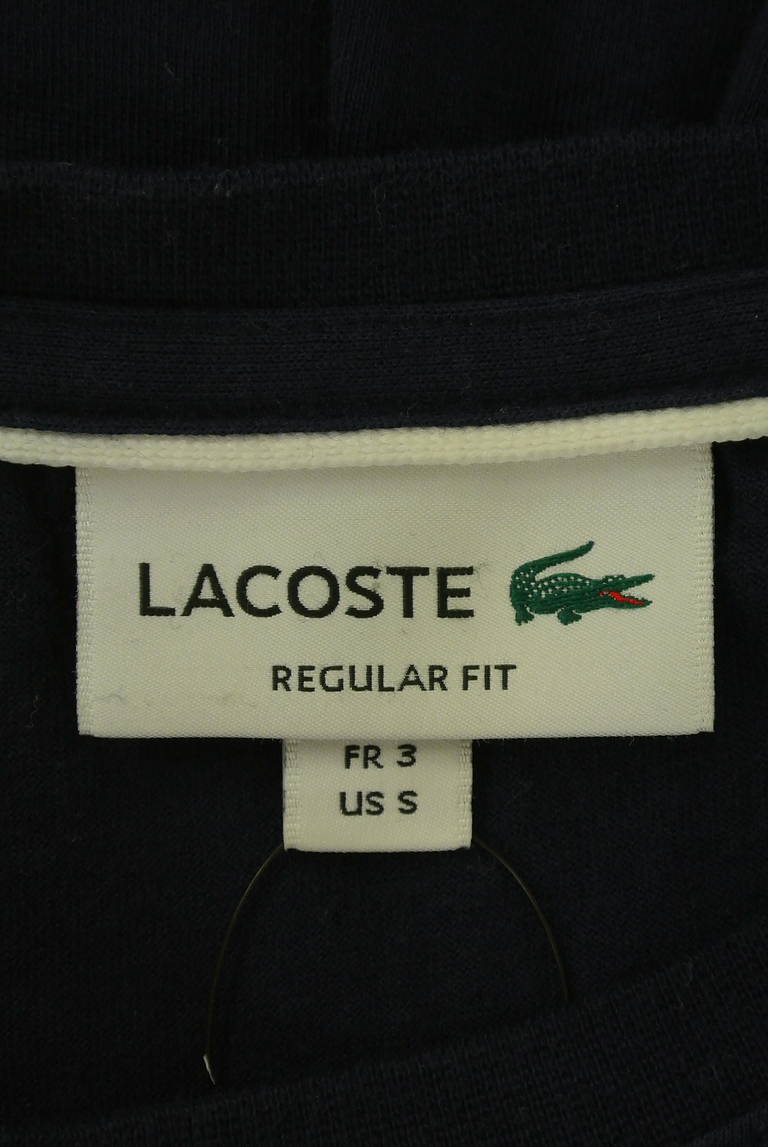 LACOSTE
REGULAR FIT
FR 3
US S